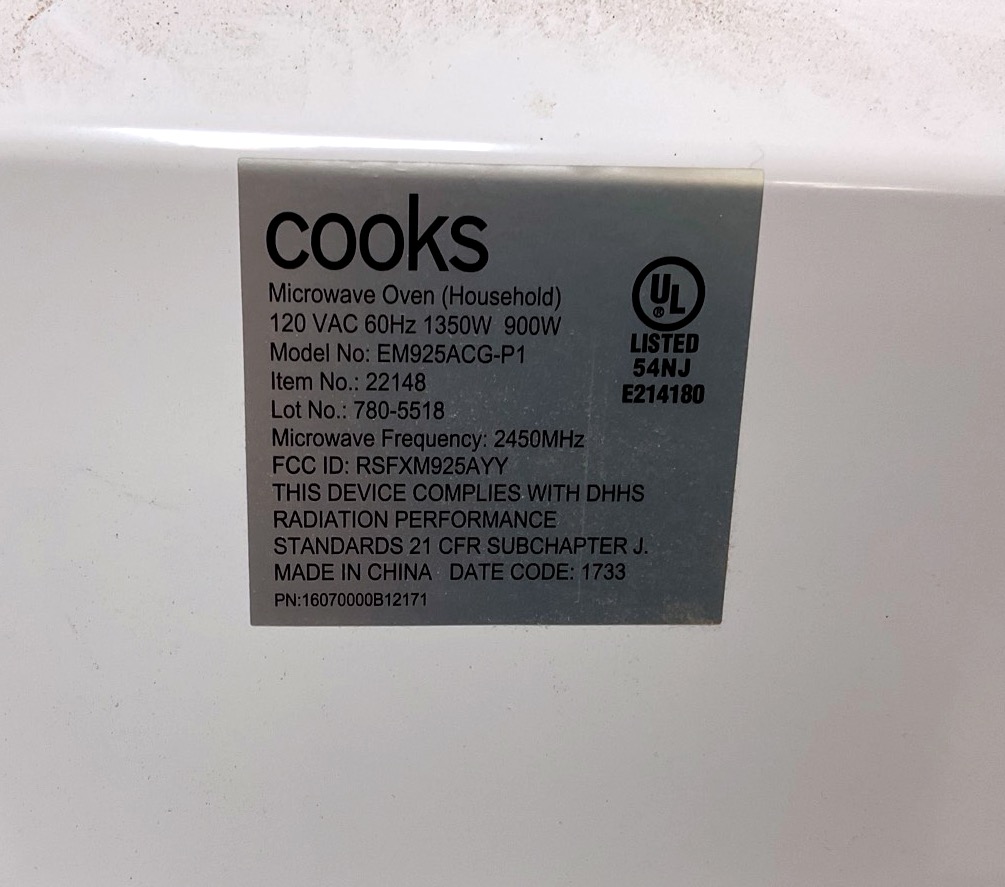 cooks
Microwave Oven (Household)
120 VAC 60Hz 1350W 900W
Model No: EM925ACG-P1
Item No.: 22148
Lot No.: 780-5518
Microwave Frequency: 2450MHz
FCC ID: RSFXM925AYY
THIS DEVICE COMPLIES WITH DHHS
RADIATION PERFORMANCE
STANDARDS 21 CFR SUBCHAPTER J.
MADE IN CHINA DATE CODE: 1733
PN:16070000B12171
UL
®
LISTED
54NJ
E214180